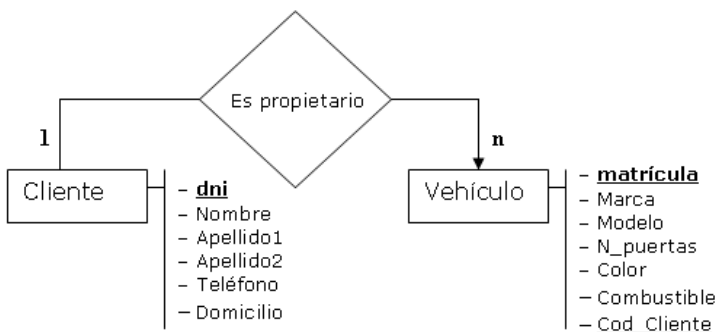 Es propietario
1
n
Cliente
- dni
- Nombre
- Apellido1
- Apellido2
- Teléfono
- Domicilio
Vehículo
- matrícula
- Marca
- Modelo
- N_puertas
- Color
- Combustible
- Cod_Cliente